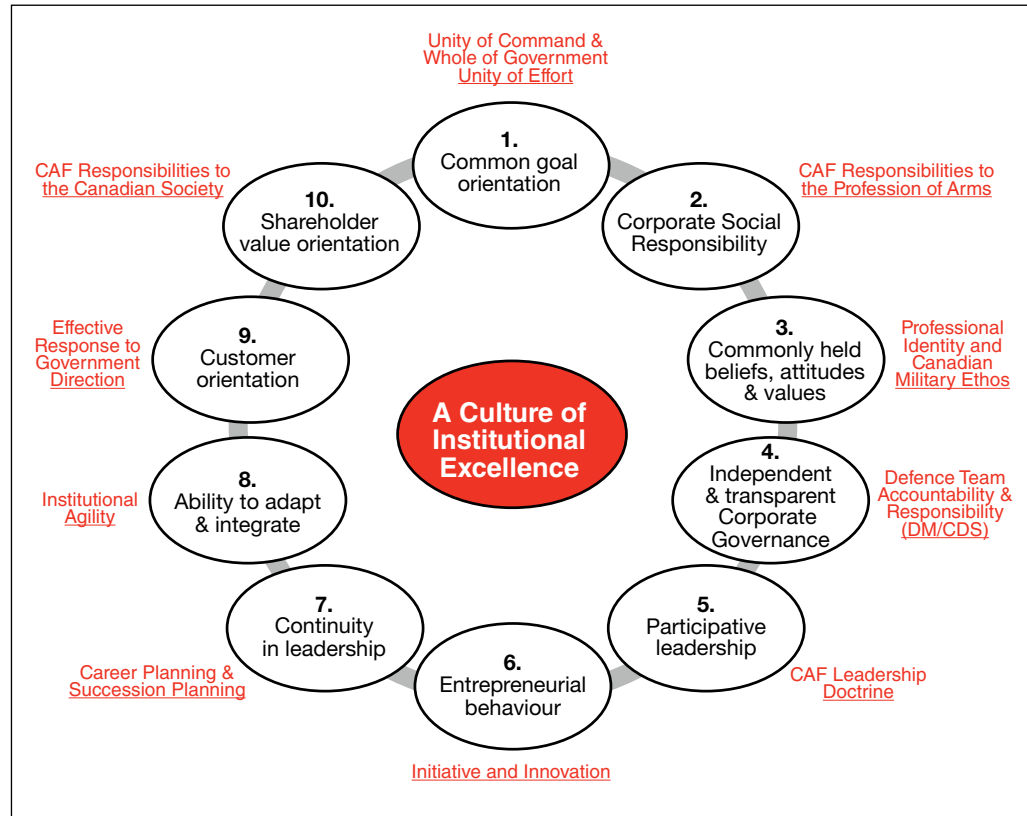 Unity of Command &
Whole of Government
Unity of Effort
1.
Common goal
orientation
CAF Responsibilities to
the Profession of Arms
2.
Corporate Social
Responsibility
Professional
Identity and
Canadian
Military Ethos
3.
Commonly held
beliefs, attitudes
& values
Defence Team
Accountability &
Responsibility
(DM/CDS)
4.
Independent
& transparent
Corporate
Governance
5.
Participative
leadership
CAF Leadership
Doctrine
6.
Entrepreneurial
behaviour
Initiative and Innovation
7.
Continuity
in leadership
Career Planning &
Succession Planning
8.
Ability to adapt
& integrate
Institutional
Agility
9.
Customer
orientation
Effective
Response to
Government
Direction
10.
Shareholder
value orientation
CAF Responsibilities to
the Canadian Society
A Culture of
Institutional
Excellence